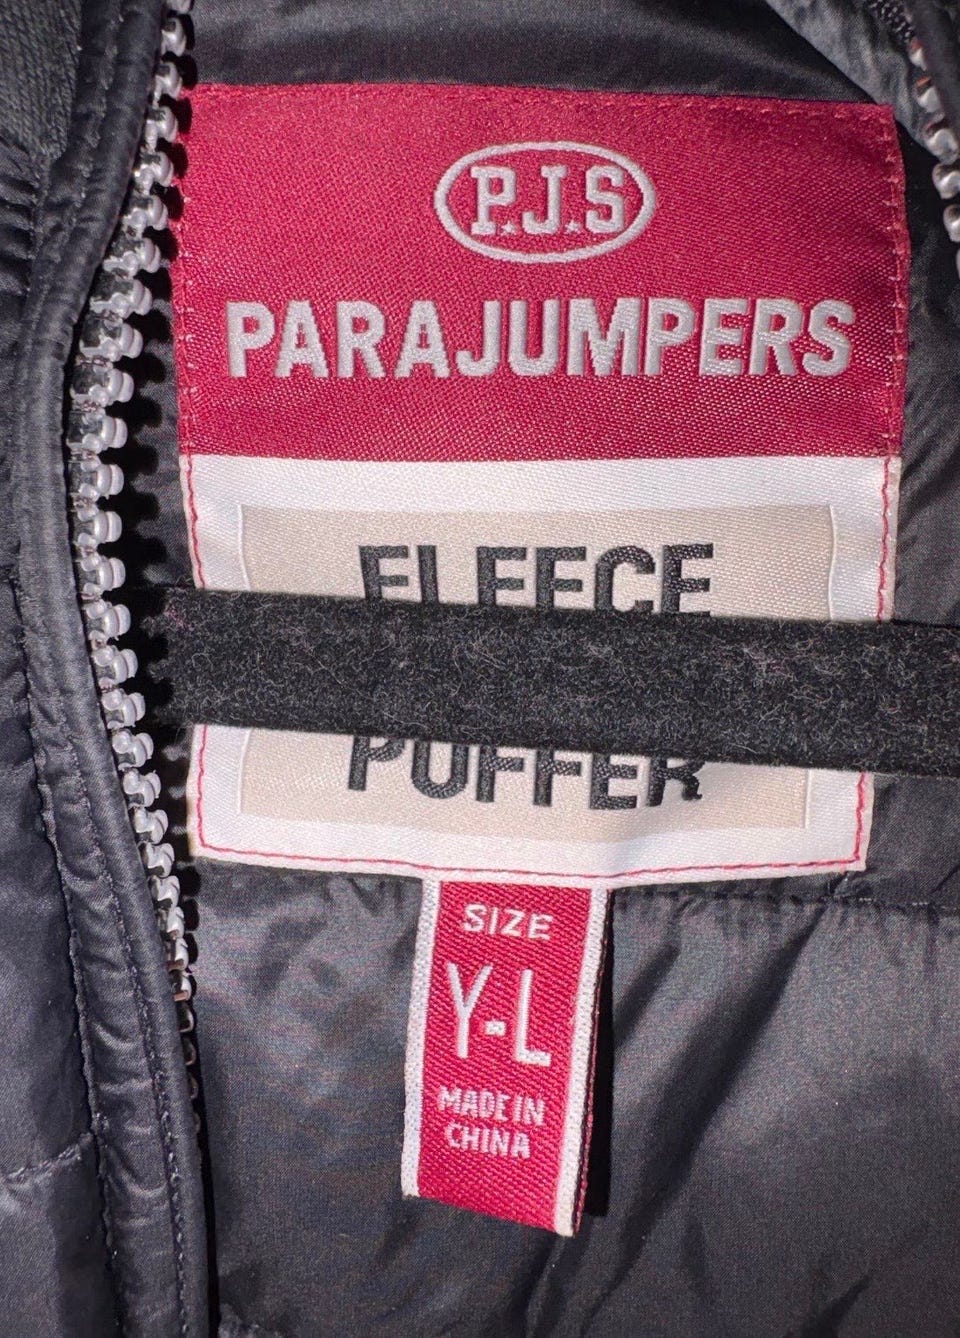 P.J.S
PARAJUMPERS
FLEECE
PUFFER
SIZE
Y-L
MADE IN
CHINA